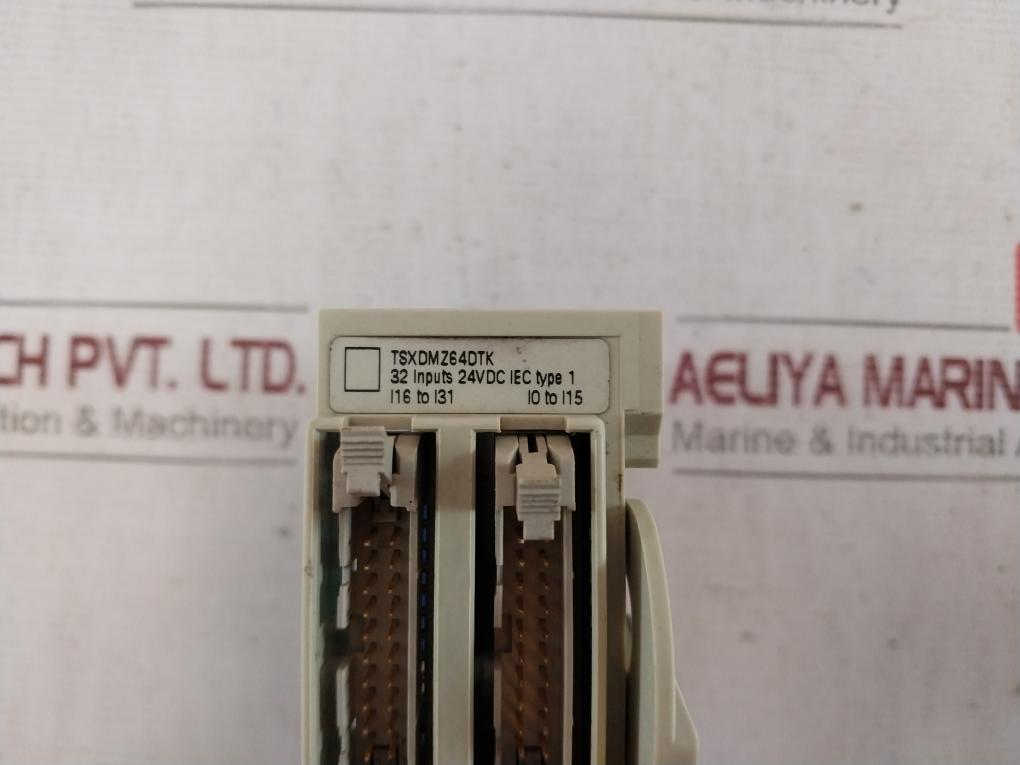 CH PVT. LTD.
tion & Machinery
AELIYA MARIN
Marine & Industrial A
TSXDMZ64DTK
32 Inputs 24VDC IEC type 1
I16 to I31 I0 to I15